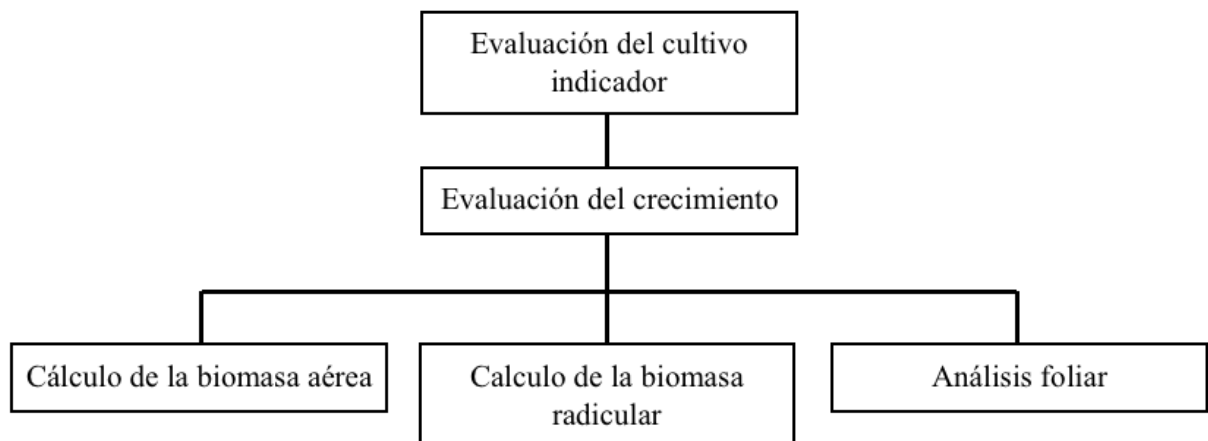 Evaluación del cultivo
indicador
Evaluación del crecimiento
Cálculo de la biomasa aérea
Calculo de la biomasa
radicular
Análisis foliar